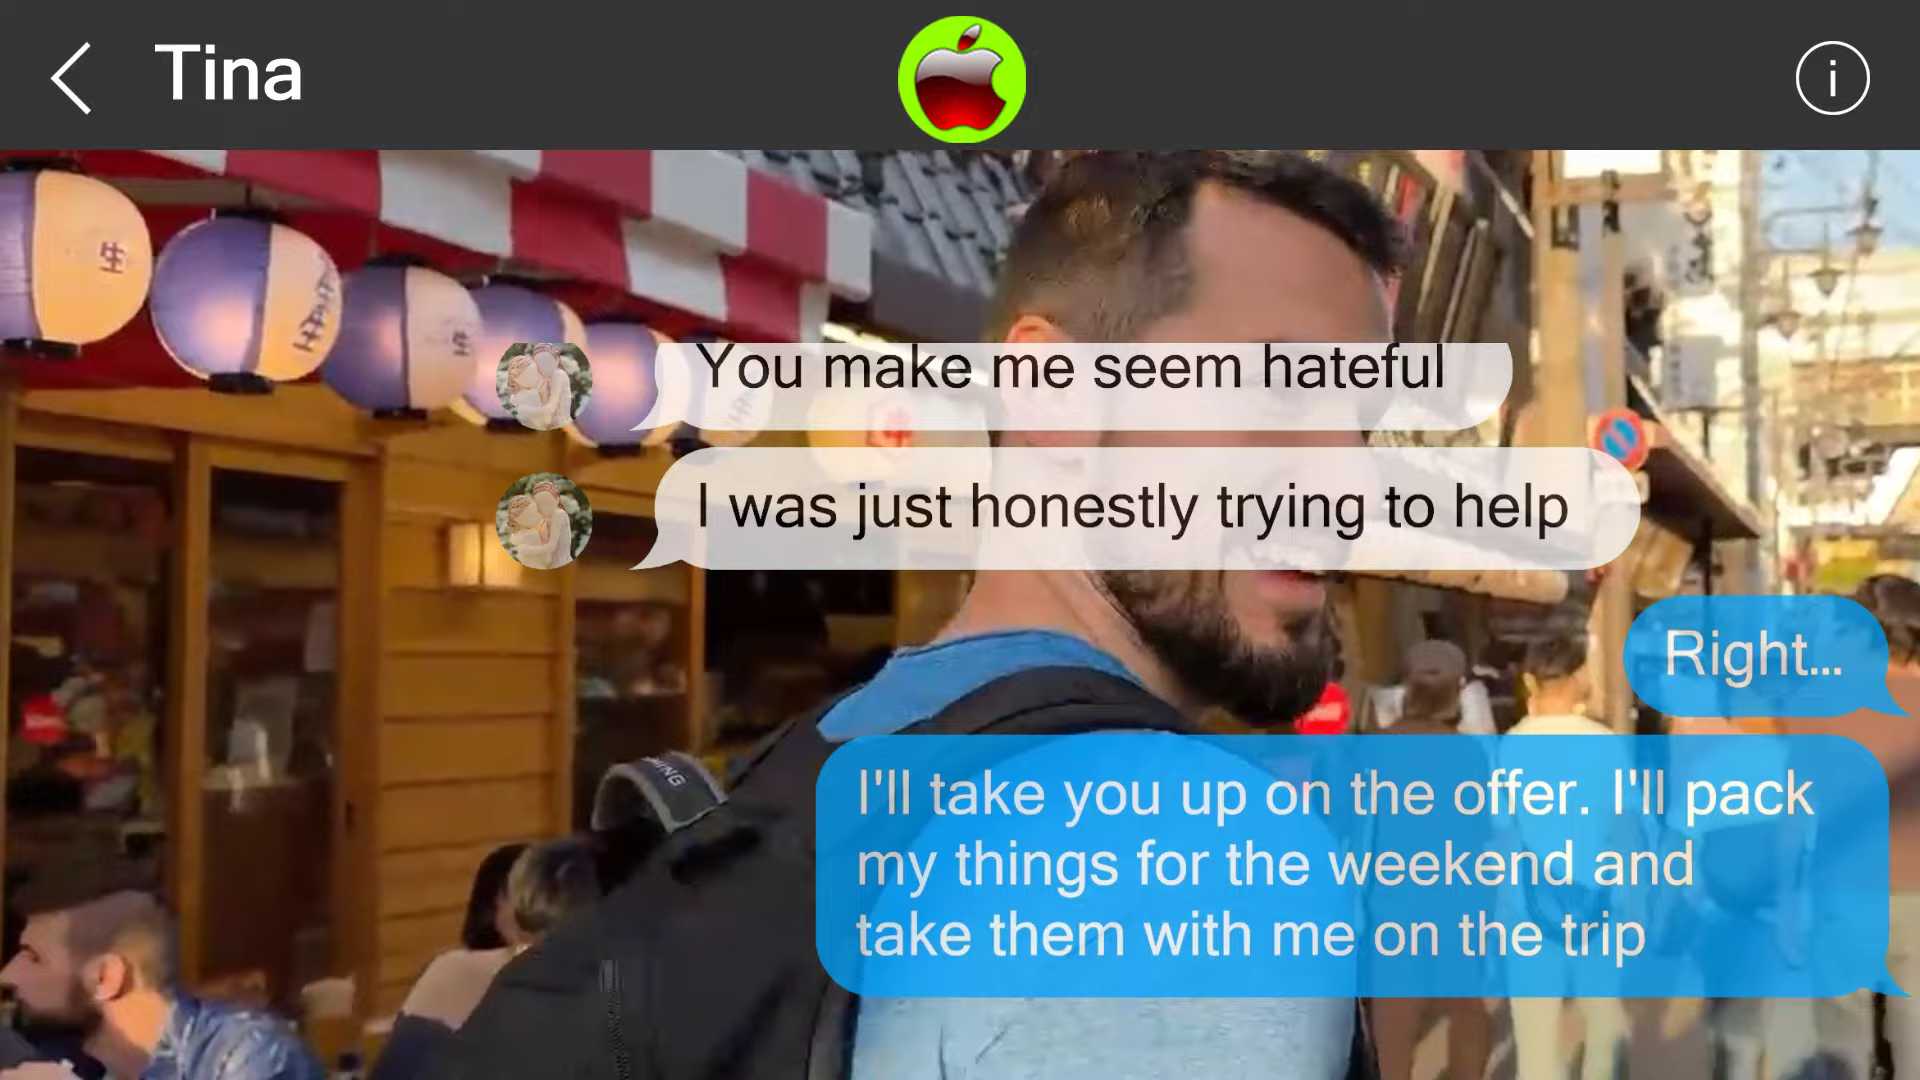 Tina
You make me seem hateful
I was just honestly trying to help
Right...
I'll take you up on the offer. I'll pack
my things for the weekend and
take them with me on the trip